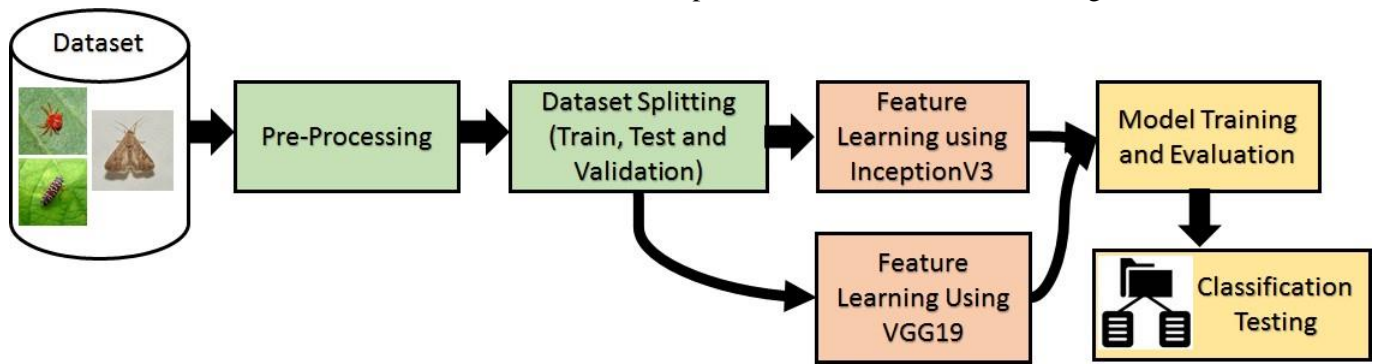 Dataset
Pre-Processing
Dataset Splitting
(Train, Test and
Validation)
Feature
Learning using
InceptionV3
Model Training
and Evaluation
Feature
Learning Using
VGG19
Classification
Testing